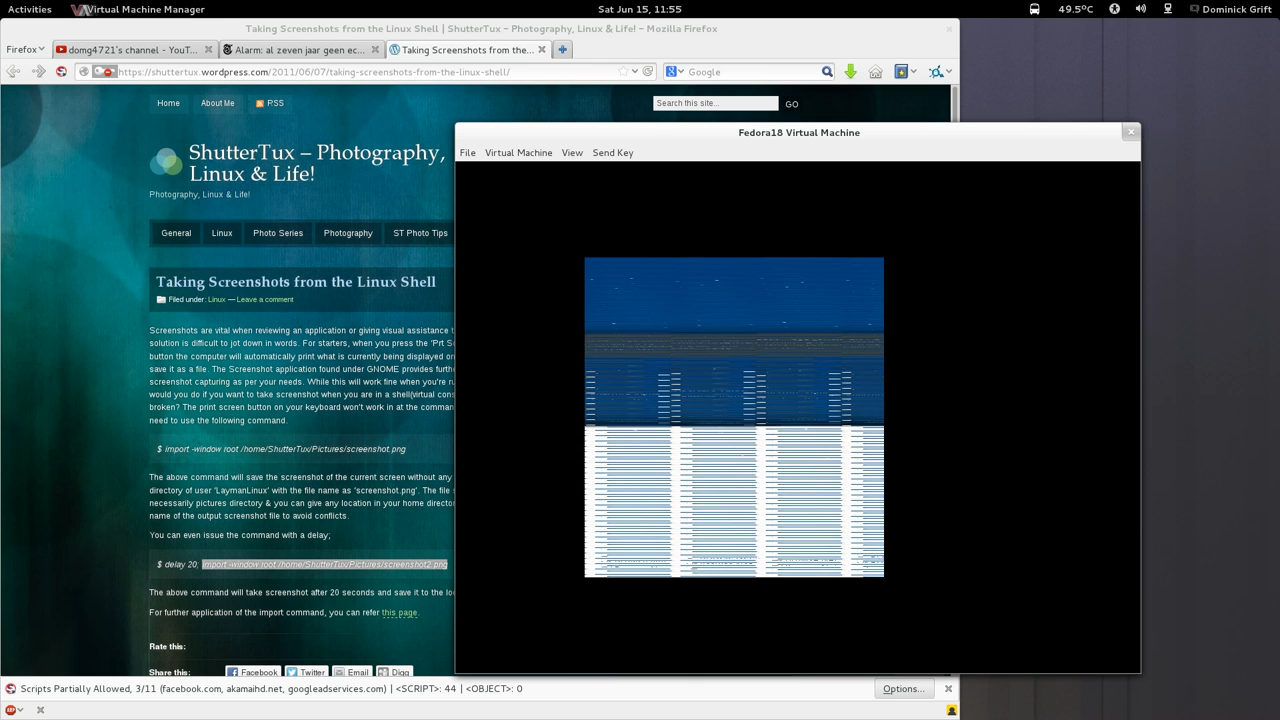 Activities
Virtual Machine Manager
Sat Jun 15, 11:55
49.5°C
Dominick Grift
Taking Screenshots from the Linux Shell | ShutterTux – Photography, Linux & Life! – Mozilla Firefox
Firefox
domg4721's channel - YouT...
Alarm: al zeven jaar geen ec...
Taking Screenshots from the...
https://shuttertux.wordpress.com/2011/06/07/taking-screenshots-from-the-linux-shell/
Google
Home
About Me
RSS
Search this site...
GO
ShutterTux – Photography,
Linux & Life!
Photography, Linux & Life!
General
Linux
Photo Series
Photography
ST Photo Tips
Taking Screenshots from the Linux Shell
Filed under: Linux — Leave a comment
Screenshots are vital when reviewing an application or giving visual assistance
solution is difficult to jot down in words. For starters, when you press the 'Prt
button the computer will automatically print what is currently being displayed
save it as a file. The Screenshot application found under GNOME provides
screenshot capturing as per your needs. While this will work fine when you're
would you do if you want to take screenshot when you are in a shell(virtual
broken? The print screen button on your keyboard won't work in at the
need to use the following command.
$ import -window root /home/ShutterTux/Pictures/screenshot.png
The above command will save the screenshot of the current screen without any
directory of user 'LaymanLinux' with the file name as 'screenshot.png'. The file
necessarily pictures directory & you can give any location in your home
name of the output screenshot file to avoid conflicts.
You can even issue the command with a delay;
$ delay 20; import -window root /home/ShutterTux/Pictures/screenshot2.png
The above command will take screenshot after 20 seconds and save it to the
For further application of the import command, you can refer this page.
Rate this:
Share this:
Facebook
Twitter
Email
Digg
Fedora18 Virtual Machine
File
Virtual Machine
View
Send Key
Scripts Partially Allowed, 3/11 (facebook.com, akamaihd.net, googleadservices.com) | <SCRIPT>: 44 | <OBJECT>: 0
Options...